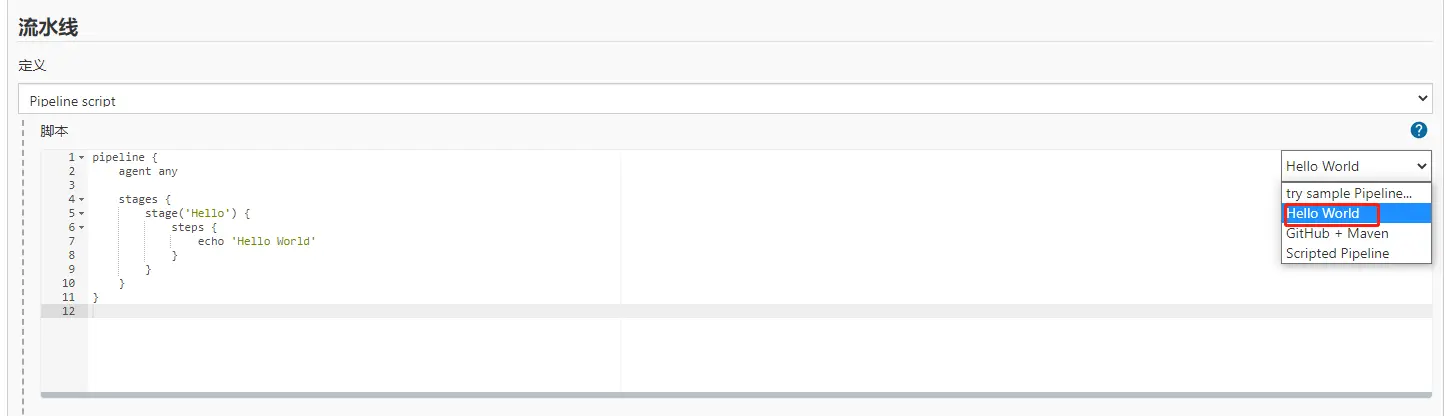 流水线
定义
Pipeline script
脚本
?
1 pipeline {
2     agent any
3
4     stages {
5         stage('Hello') {
6             steps {
7                 echo 'Hello World'
8             }
9         }
10     }
11 }
12
Hello World
try sample Pipeline...
Hello World
GitHub + Maven
Scripted Pipeline